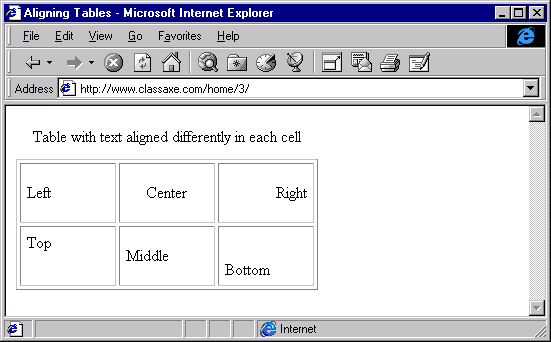 Aligning Tables - Microsoft Internet Explorer
File Edit View Go Favorites Help
Address http://www.classaxe.com/home/3/
Table with text aligned differently in each cell
Left Center Right
Top Middle Bottom
Internet